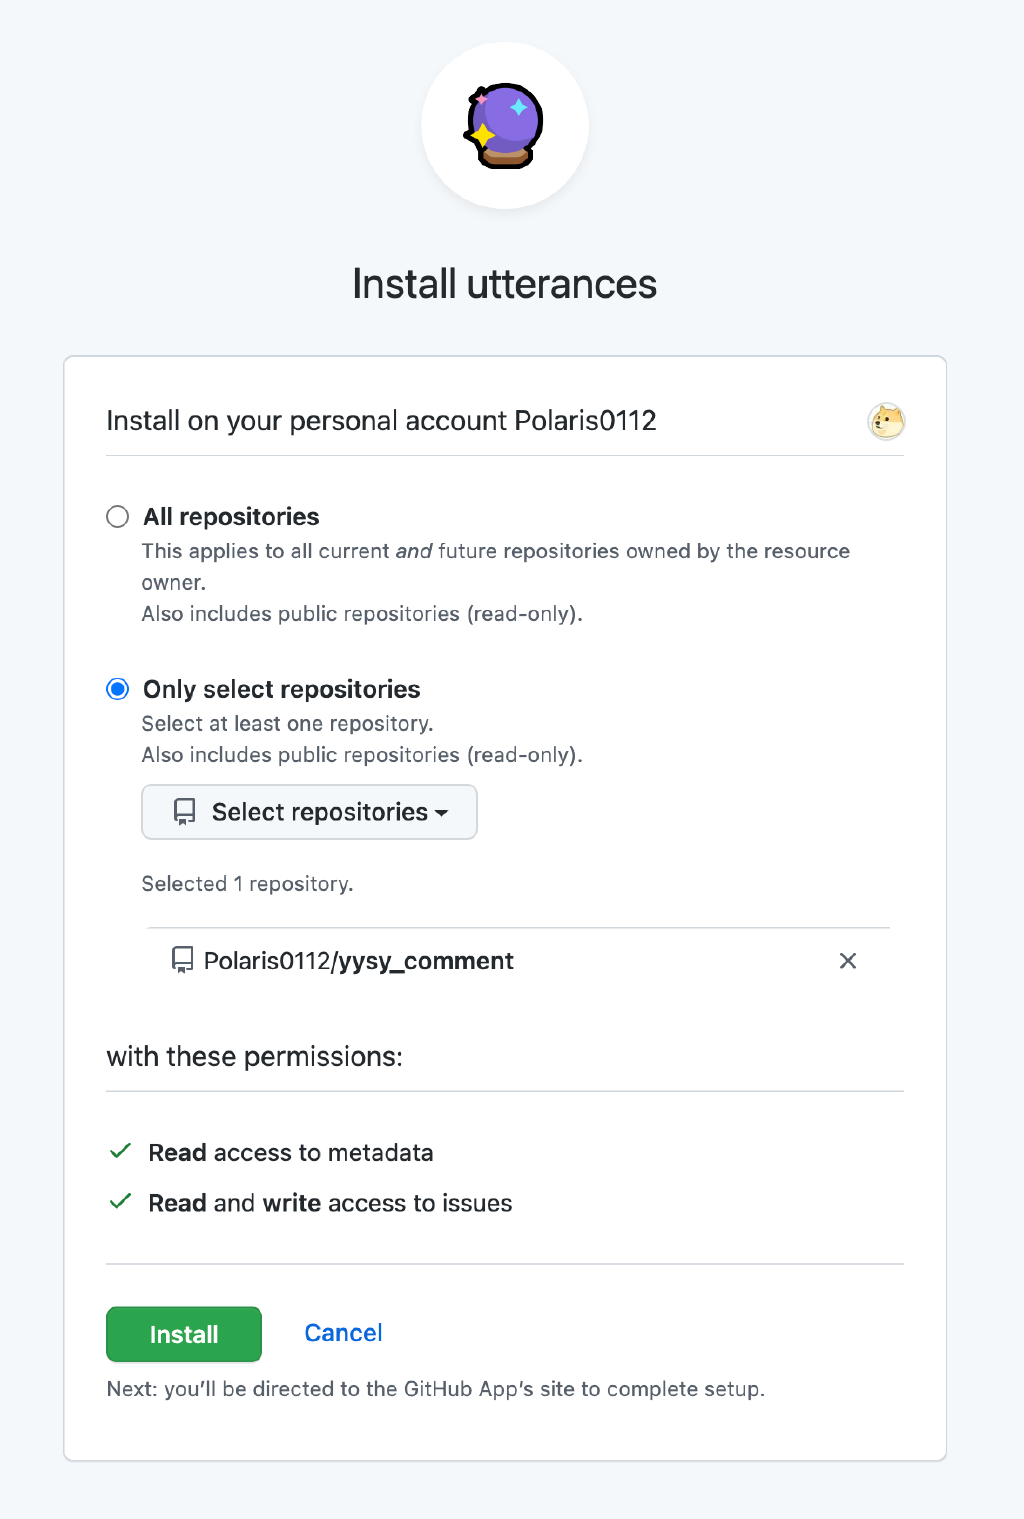 Install utterances
Install on your personal account Polaris0112
All repositories
This applies to all current and future repositories owned by the resource
owner.
Also includes public repositories (read-only).
Only select repositories
Select at least one repository.
Also includes public repositories (read-only).
Select repositories
Selected 1 repository.
Polaris0112/yysy_comment
with these permissions:
Read access to metadata
Read and write access to issues
Install Cancel
Next: you'll be directed to the GitHub App's site to complete setup.